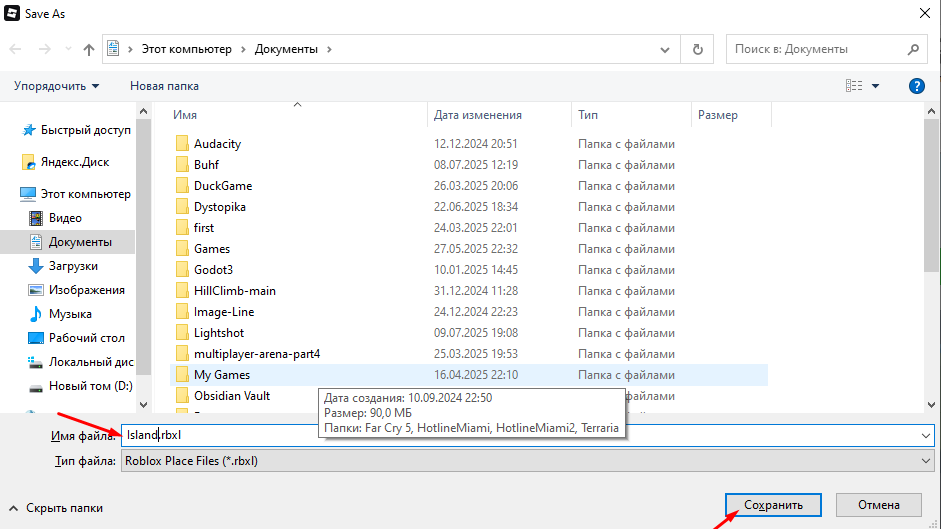 Save As
Этот компьютер
Документы
Поиск в: Документы
Упорядочить
Новая папка
?
Быстрый доступ
Яндекс.Диск
Этот компьютер
Видео
Документы
Загрузки
Изображения
Музыка
Рабочий стол
Локальный дис
Новый том (D:)
Имя Дата изменения Тип Размер
Audacity 12.12.2024 20:51 Папка с файлами
Buhf 08.07.2025 12:19 Папка с файлами
DuckGame 26.03.2025 20:06 Папка с файлами
Dystopika 22.06.2025 18:34 Папка с файлами
first 24.03.2025 22:01 Папка с файлами
Games 27.05.2025 22:32 Папка с файлами
Godot3 10.01.2025 14:45 Папка с файлами
HillClimb-main 31.12.2024 11:28 Папка с файлами
Image-Line 24.12.2024 22:23 Папка с файлами
Lightshot 09.07.2025 19:08 Папка с файлами
multiplayer-arena-part4 25.03.2025 19:53 Папка с файлами
My Games 16.04.2025 22:10 Папка с файлами
Obsidian Vault Папка с файлами
Дата создания: 10.09.2024 22:50
Размер: 90,0 МБ
Папки: Far Cry 5, HotlineMiami, HotlineMiami2, Terraria
Имя файла: Island.rbxl
Тип файла: Roblox Place Files (*.rbxl)
Скрыть папки
Сохранить
Отмена